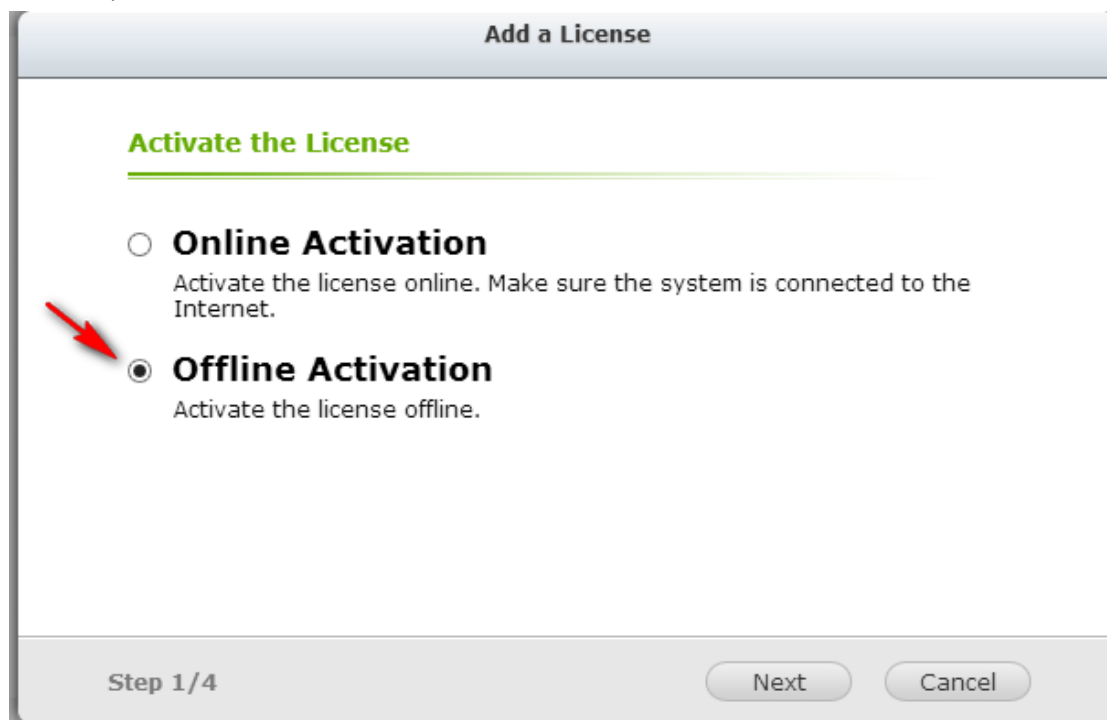 Add a License
Activate the License
Online Activation
Activate the license online. Make sure the system is connected to the
Internet.
Offline Activation
Activate the license offline.
Step 1/4
Next
Cancel